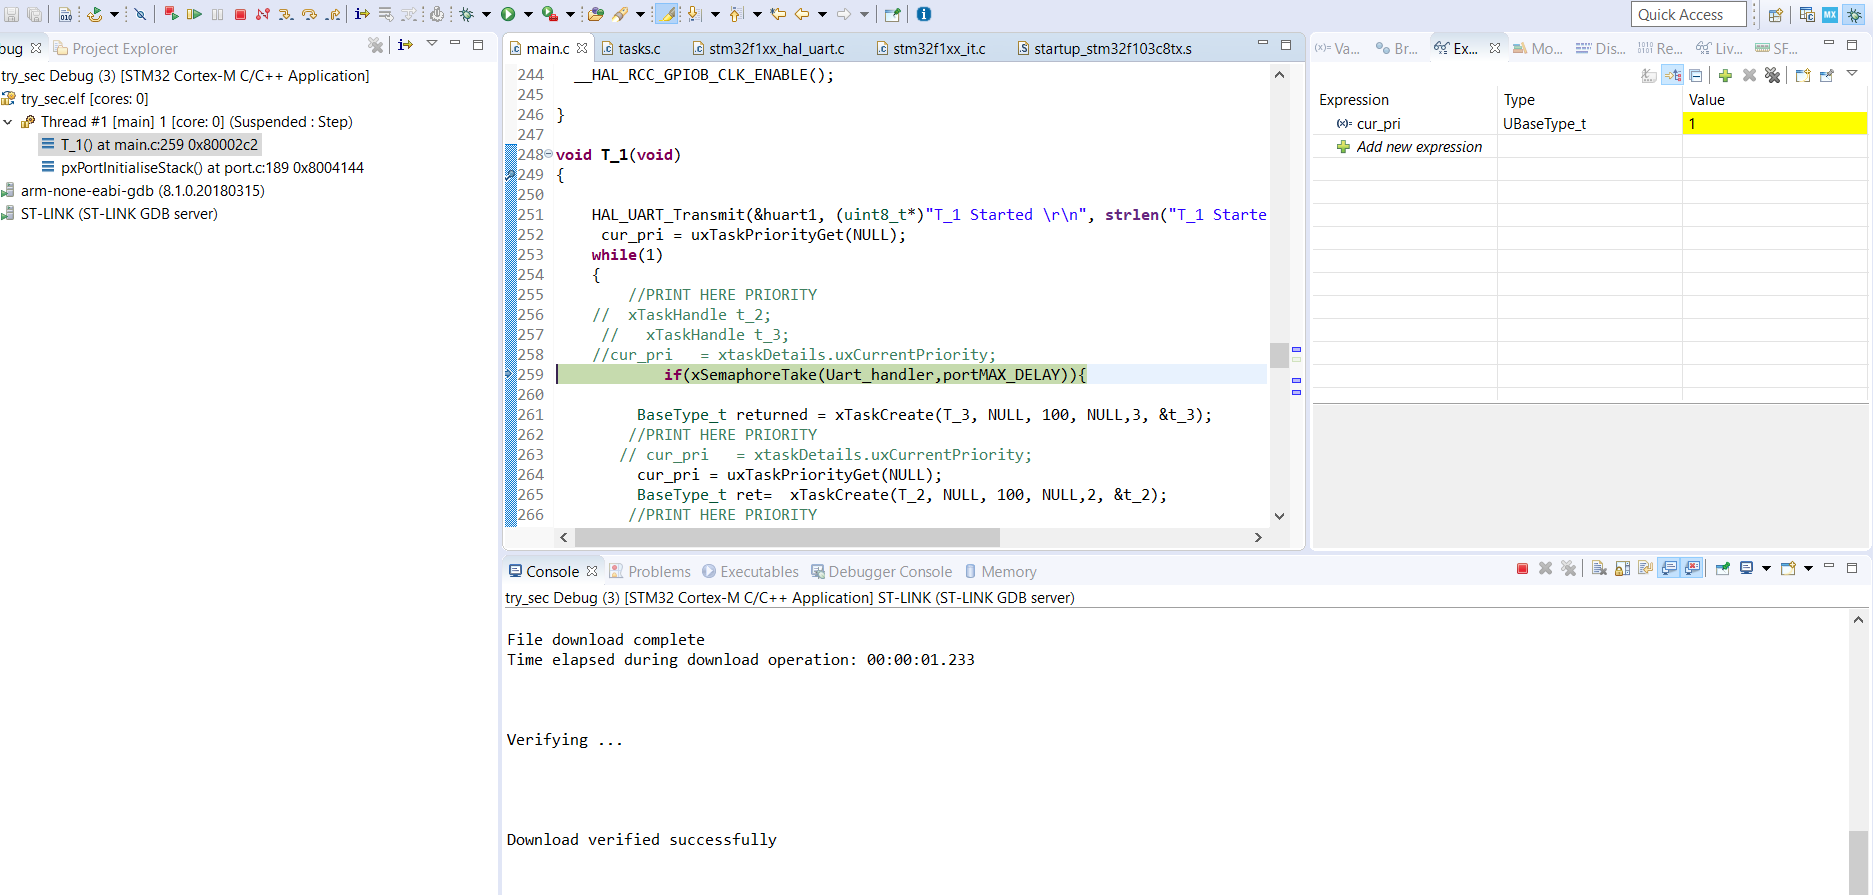 Quick Access
bug
Project Explorer
try_sec Debug (3) [STM32 Cortex-M C/C++ Application]
try_sec.elf [cores: 0]
Thread #1 [main] 1 [core: 0] (Suspended : Step)
T_1() at main.c:259 0x80002c2
pxPortInitialiseStack() at port.c:189 0x8004144
arm-none-eabi-gdb (8.1.0.20180315)
ST-LINK (ST-LINK GDB server)
main.c tasks.c stm32f1xx_hal_uart.c stm32f1xx_it.c startup_stm32f103c8tx.s
244 __HAL_RCC_GPIOB_CLK_ENABLE();
245
246 }
247
248 void T_1(void)
249 {
250
251 HAL_UART_Transmit(&huart1, (uint8_t*)"T_1 Started \r\n", strlen("T_1 Starte
252 cur_pri = uxTaskPriorityGet(NULL);
253 while(1)
254 {
255 //PRINT HERE PRIORITY
256 // xTaskHandle t_2;
257 // xTaskHandle t_3;
258 //cur_pri = xtaskDetails.uxCurrentPriority;
259 if(xSemaphoreTake(Uart_handler,portMAX_DELAY)){
260
261 BaseType_t returned = xTaskCreate(T_3, NULL, 100, NULL,3, &t_3);
262 //PRINT HERE PRIORITY
263 // cur_pri = xtaskDetails.uxCurrentPriority;
264 cur_pri = uxTaskPriorityGet(NULL);
265 BaseType_t ret= xTaskCreate(T_2, NULL, 100, NULL,2, &t_2);
266 //PRINT HERE PRIORITY
(x)= Va... Br... Ex... Mo... Dis... Re... Liv... SF...
Expression Type Value
(x)= cur_pri UBaseType_t 1
Add new expression
Console Problems Executables Debugger Console Memory
try_sec Debug (3) [STM32 Cortex-M C/C++ Application] ST-LINK (ST-LINK GDB server)
File download complete
Time elapsed during download operation: 00:00:01.233
Verifying ...
Download verified successfully